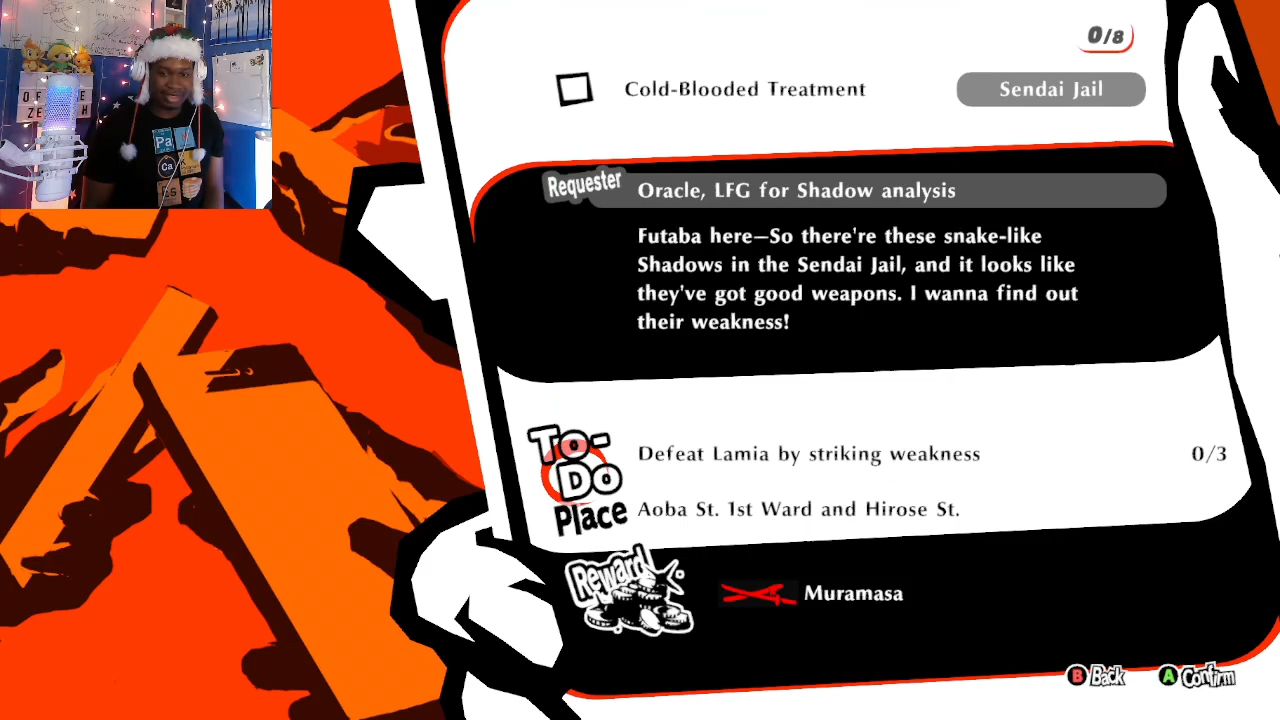 0/8
Cold-Blooded Treatment
Sendai Jail
Requester
Oracle, LFG for Shadow analysis
Futaba here—So there're these snake-like
Shadows in the Sendai Jail, and it looks like
they've got good weapons. I wanna find out
their weakness!
To-Do
Defeat Lamia by striking weakness
0/3
Place
Aoba St. 1st Ward and Hirose St.
Reward
Muramasa
B Back
A Confirm
Pa
Ca